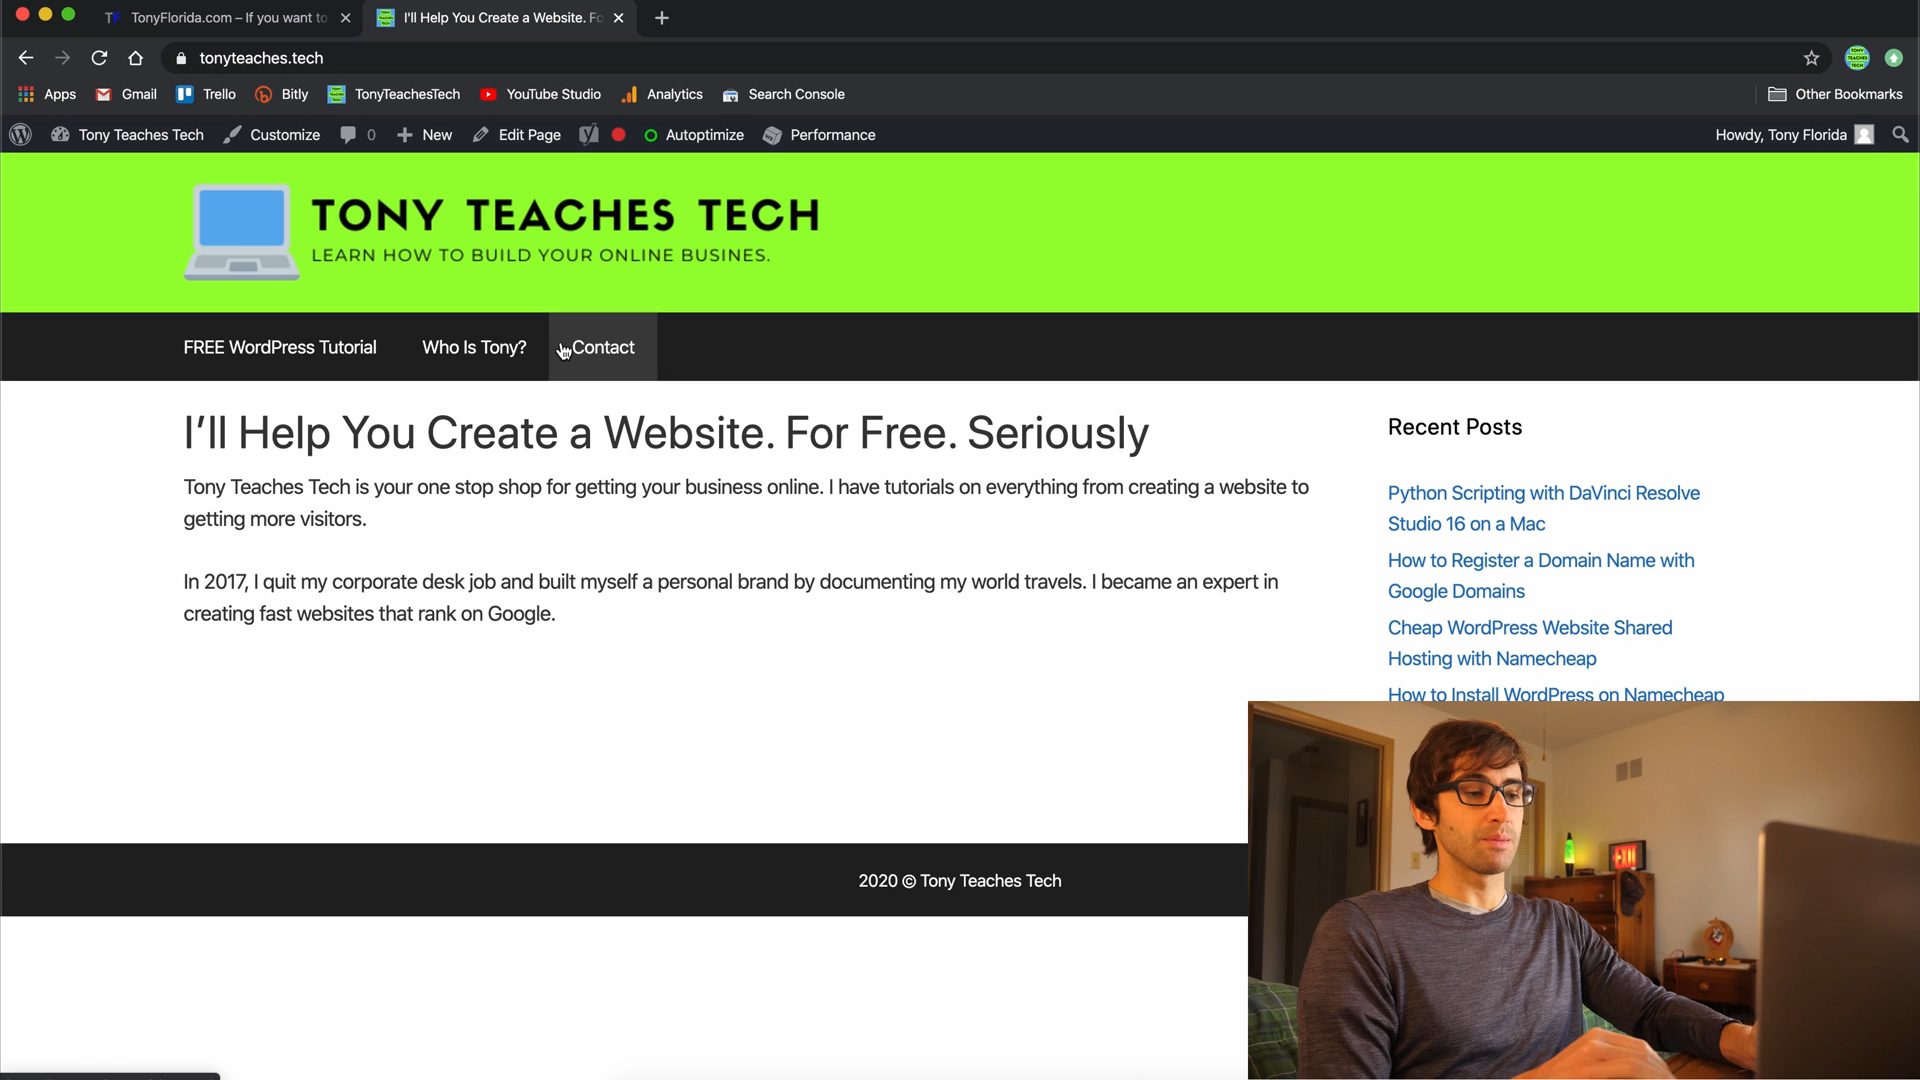 TF TonyFlorida.com – If you want to
I'll Help You Create a Website. Fo
tonyteaches.tech
Apps Gmail Trello Bitly TonyTeachesTech YouTube Studio Analytics Search Console Other Bookmarks
Tony Teaches Tech Customize 0 New Edit Page Autoptimize Performance Howdy, Tony Florida
TONY TEACHES TECH
LEARN HOW TO BUILD YOUR ONLINE BUSINES.
FREE WordPress Tutorial Who Is Tony? Contact
I’ll Help You Create a Website. For Free. Seriously
Tony Teaches Tech is your one stop shop for getting your business online. I have tutorials on everything from creating a website to
getting more visitors.
In 2017, I quit my corporate desk job and built myself a personal brand by documenting my world travels. I became an expert in
creating fast websites that rank on Google.
Recent Posts
Python Scripting with DaVinci Resolve
Studio 16 on a Mac
How to Register a Domain Name with
Google Domains
Cheap WordPress Website Shared
Hosting with Namecheap
How to Install WordPress on Namecheap
EXIT
2020 © Tony Teaches Tech